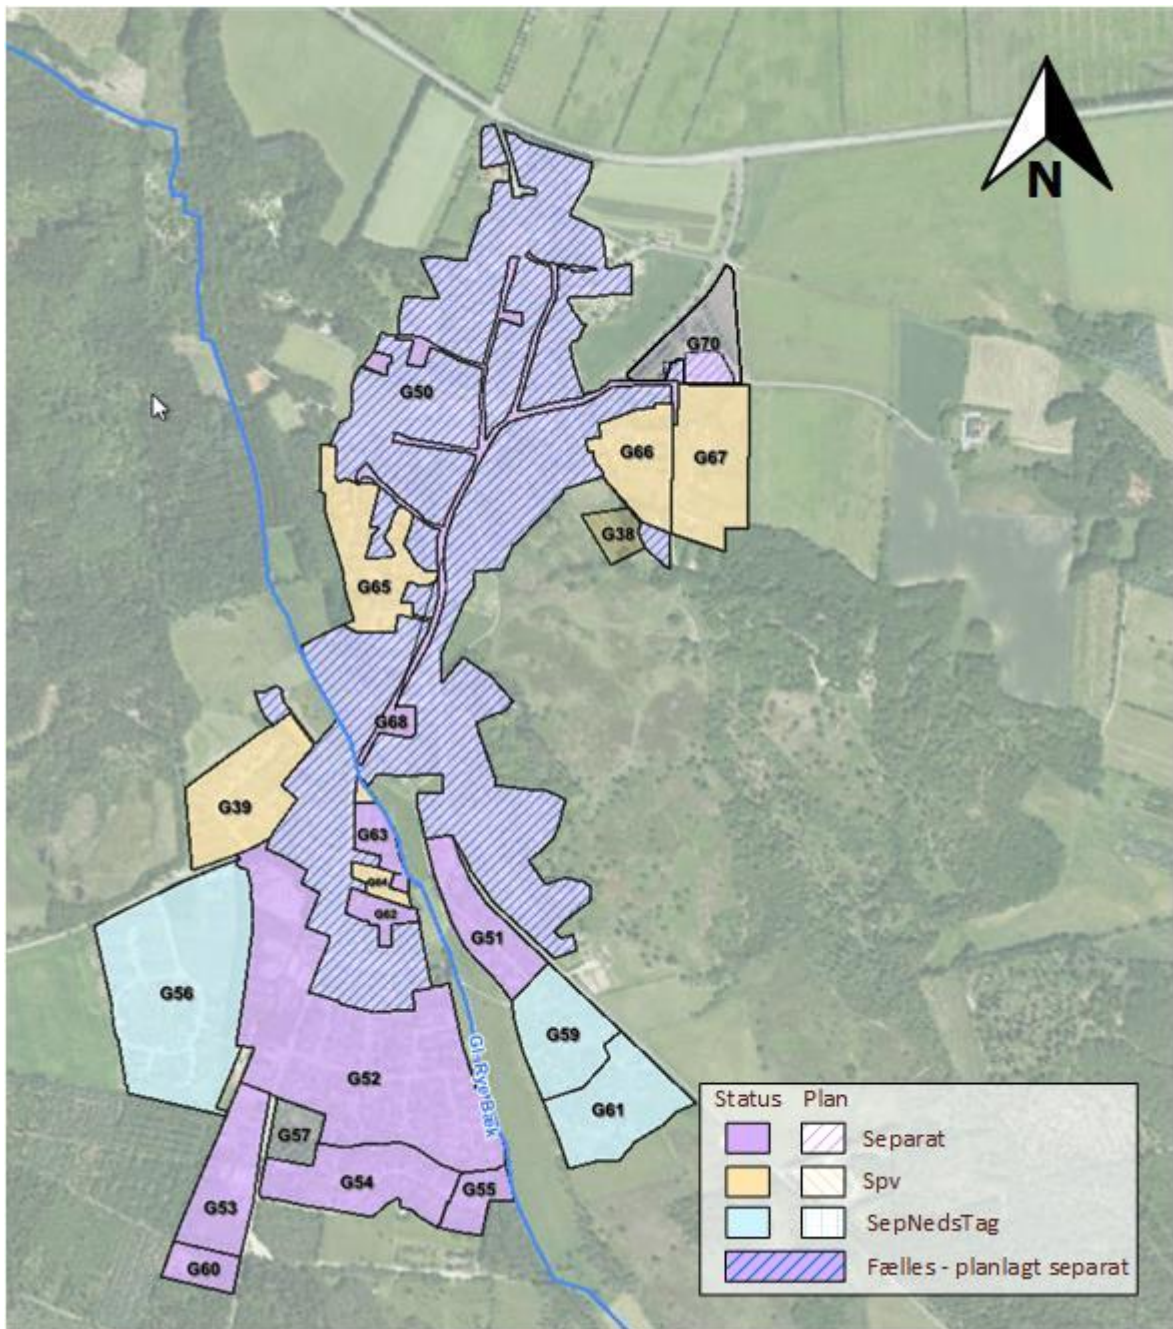 N
G70
G50
G66
G67
G38
G65
G68
G39
G63
G64
G62
G51
G56
G59
G52
G61
G57
G54
G55
G53
G60
Gl. Rye Bæk
Status Plan
Separat
Spv
SepNedsTag
Fælles - planlagt separat